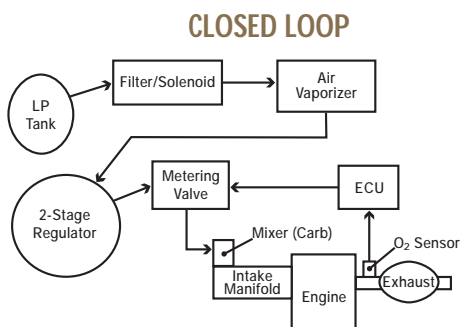 CLOSED LOOP
Filter/Solenoid
Air
Vaporizer
LP
Tank
Metering
Valve
ECU
2-Stage
Regulator
Mixer (Carb)
O₂ Sensor
Intake
Manifold
Engine
Exhaust